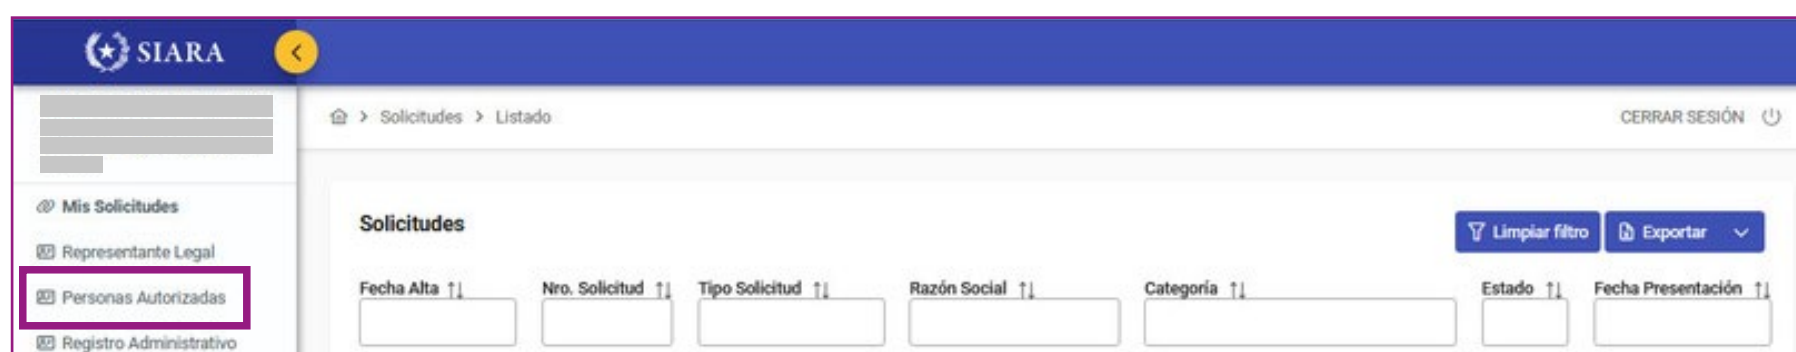 SIARA
Solicitudes > Listado
CERRAR SESIÓN
Mis Solicitudes
Representante Legal
Personas Autorizadas
Registro Administrativo
Solicitudes
Limpiar filtro
Exportar
Fecha Alta Nro. Solicitud Tipo Solicitud Razón Social Categoría Estado Fecha Presentación